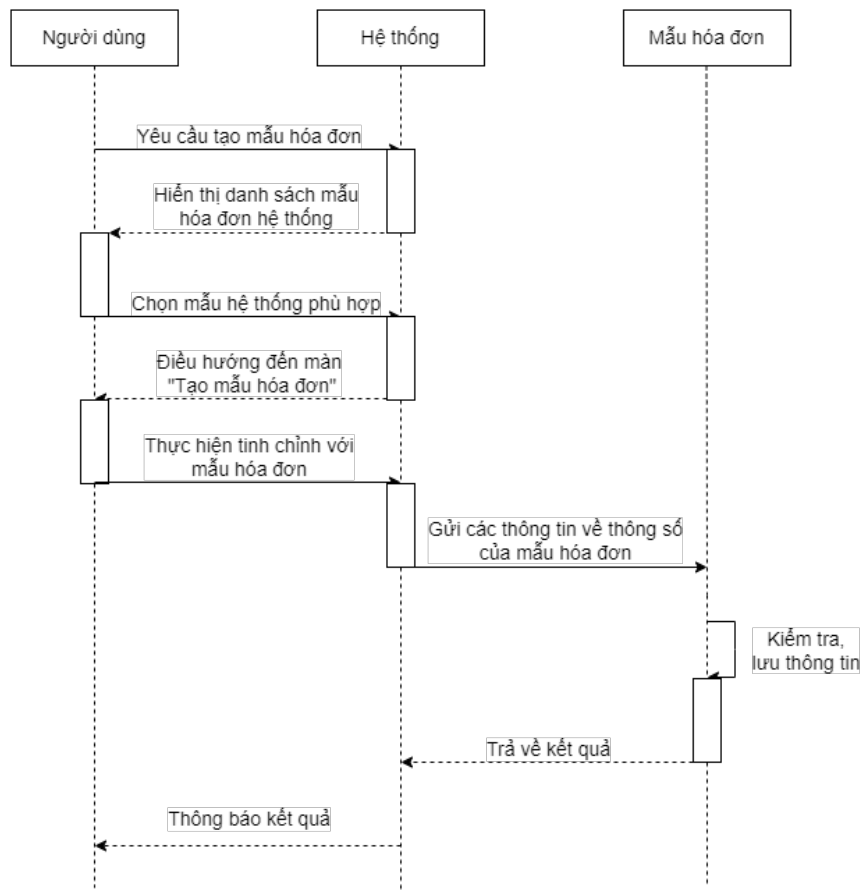 Người dùng
Hệ thống
Mẫu hóa đơn
Yêu cầu tạo mẫu hóa đơn
Hiển thị danh sách mẫu
hóa đơn hệ thống
Chọn mẫu hệ thống phù hợp
Điều hướng đến màn
"Tạo mẫu hóa đơn"
Thực hiện tinh chỉnh với
mẫu hóa đơn
Gửi các thông tin về thông số
của mẫu hóa đơn
Kiểm tra,
lưu thông tin
Trả về kết quả
Thông báo kết quả